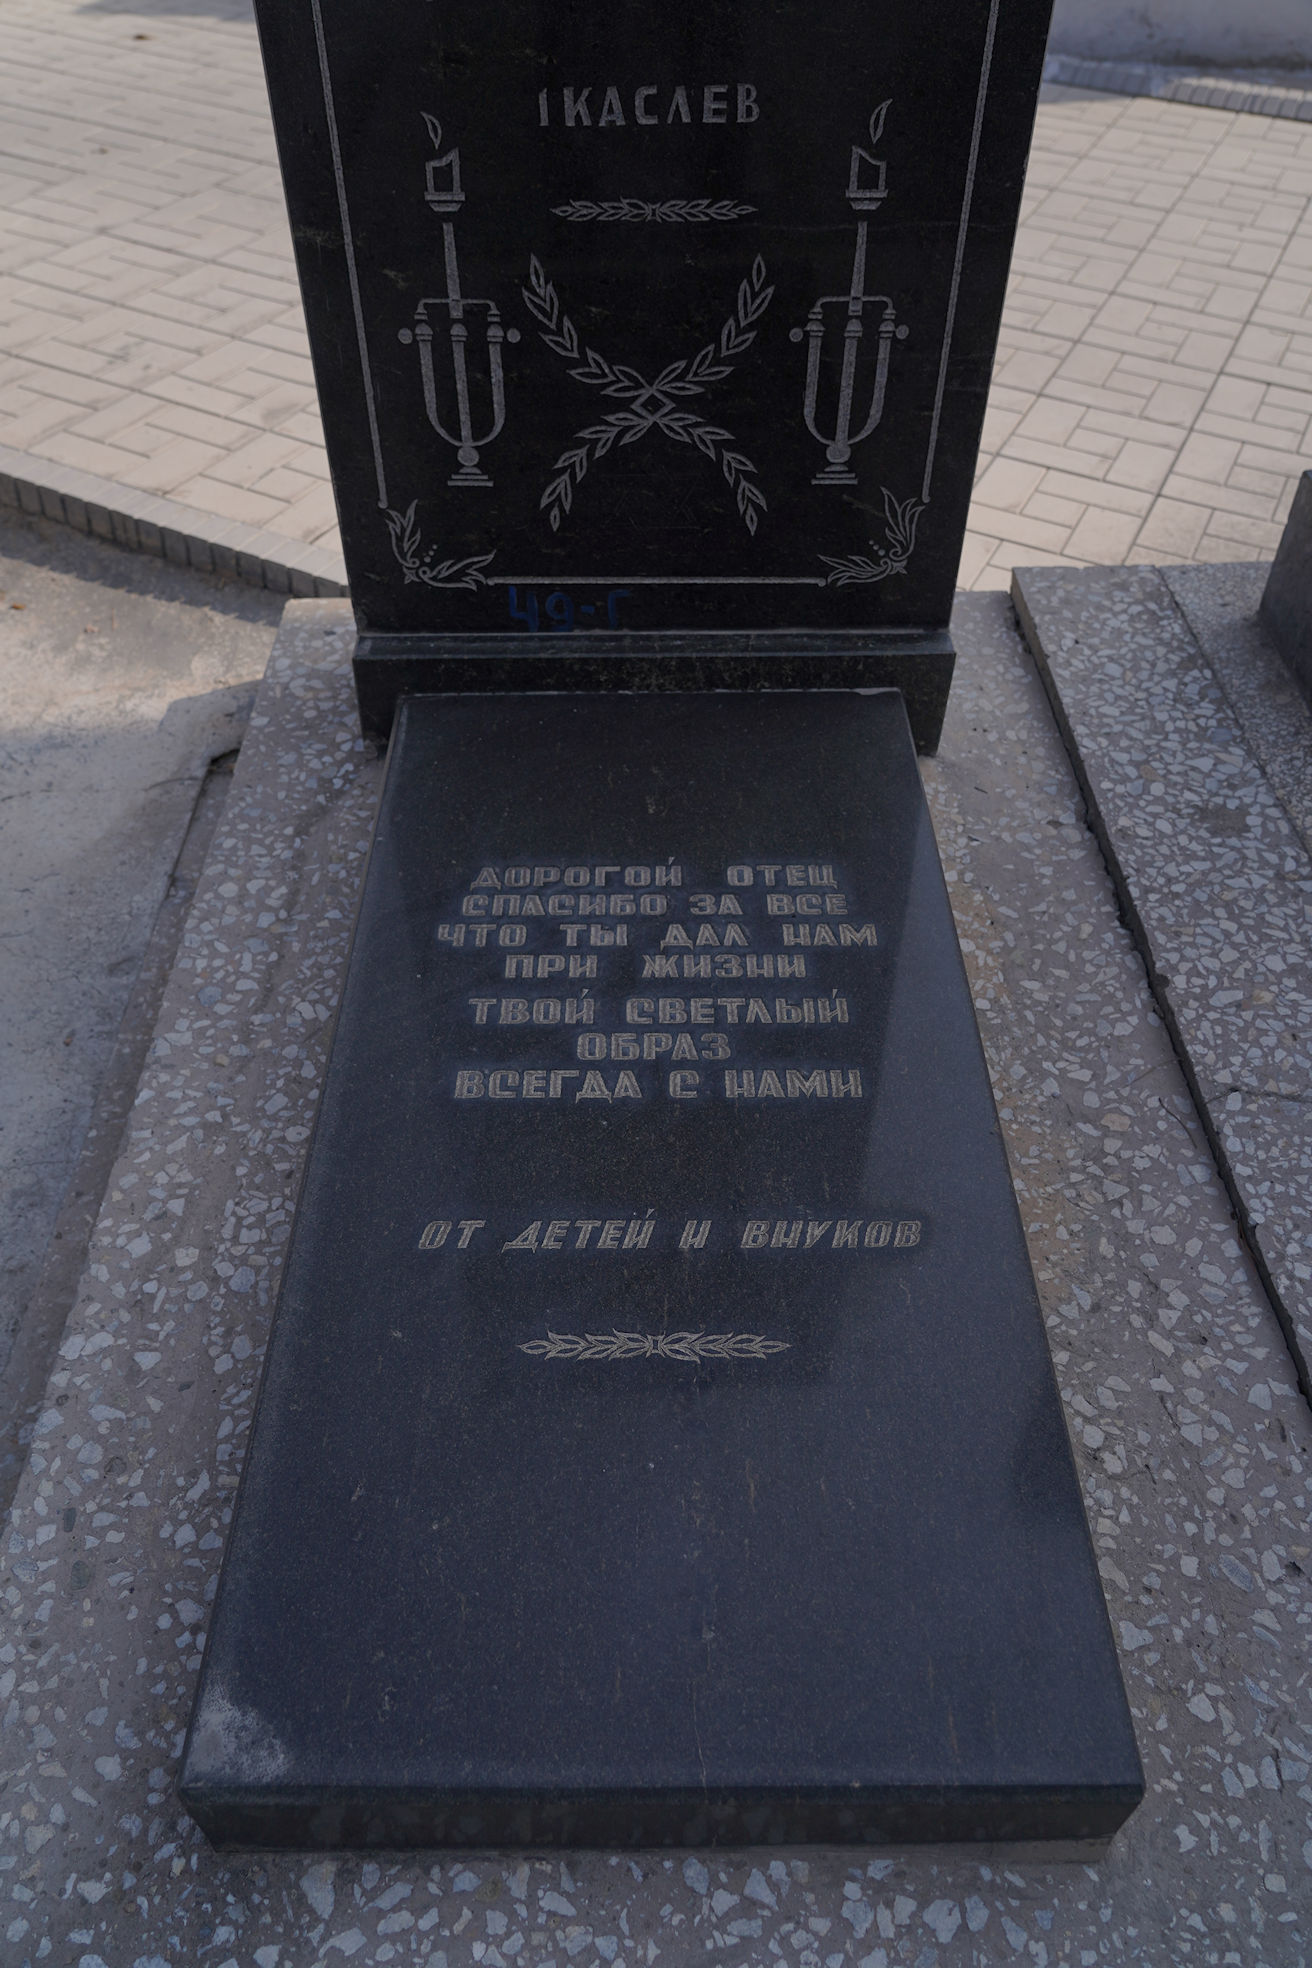 1 КАСЛЕВ
49-Г
ДОРОГОЙ ОТЕЦ
СПАСИБО ЗА ВСЕ
ЧТО ТЫ ДАЛ НАМ
ПРИ ЖИЗНИ
ТВОЙ СВЕТЛЫЙ
ОБРАЗ
ВСЕГДА С НАМИ
ОТ ДЕТЕЙ И ВНУКОВ